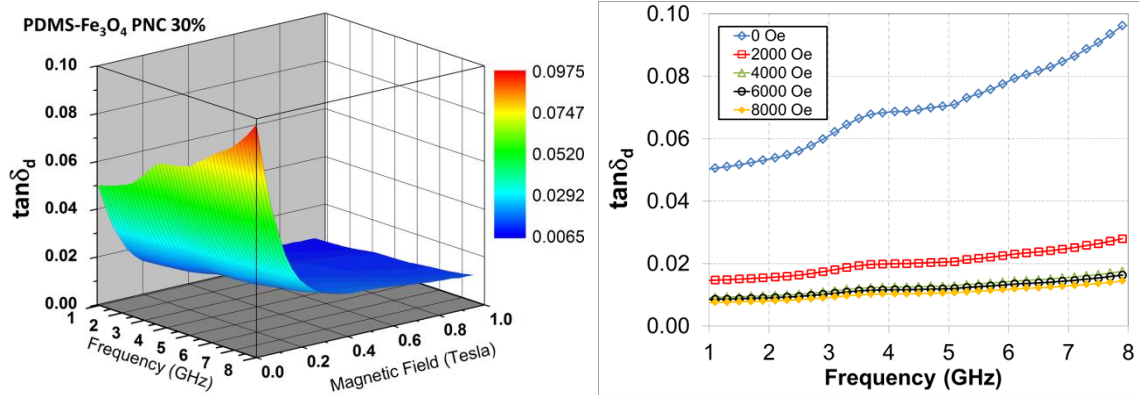 PDMS-Fe₃O₄ PNC 30%
0.10
0.08
0.06
0.04
0.02
0.00
tanδd
1
2
3
4
5
6
7
8
Frequency (GHz)
0.0
0.2
0.4
0.6
0.8
1.0
Magnetic Field (Tesla)
0.0975
0.0747
0.0520
0.0292
0.0065
0.10
0.08
0.06
0.04
0.02
0.00
tanδd
0 Oe
2000 Oe
4000 Oe
6000 Oe
8000 Oe
1 2 3 4 5 6 7 8
Frequency (GHz)